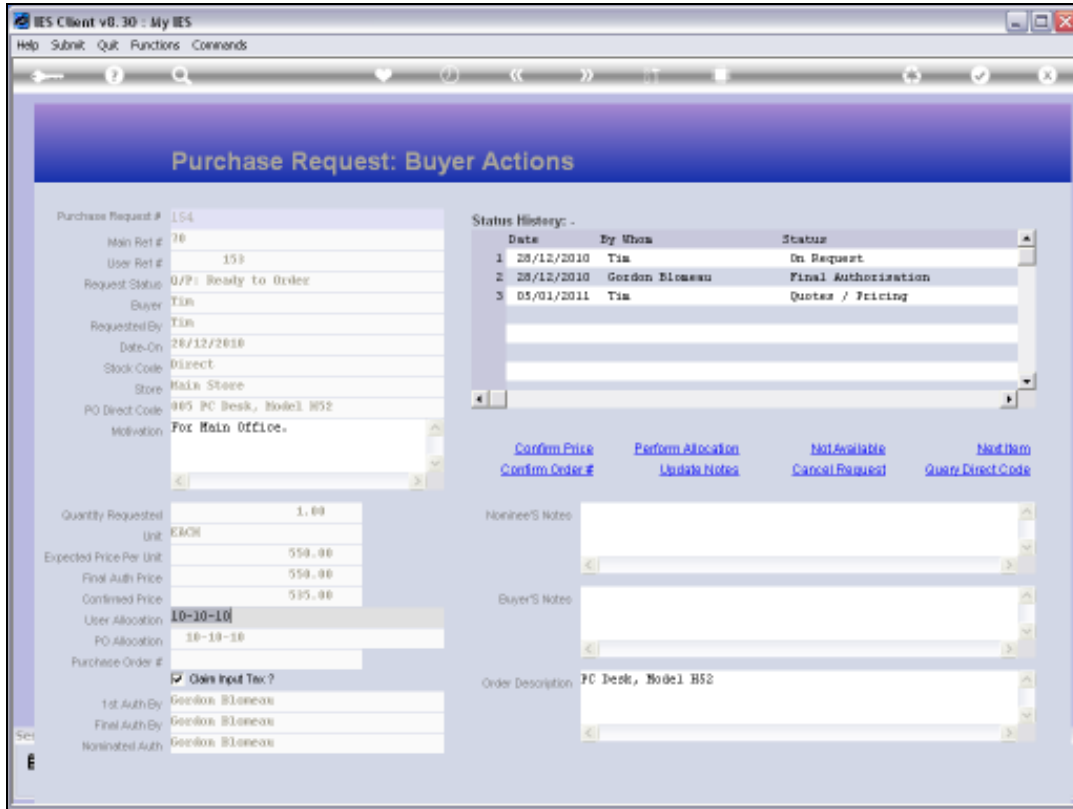 IES Client v8.30 : My IES
Help Submit Quit Functions Commands
Purchase Request: Buyer Actions
Purchase Request # 154
Main Ref # 70
User Ref # 153
Request Status O/P: Ready to Order
Buyer Tim
Requested By Tim
Date-On 28/12/2010
Stock Code Direct
Store Main Store
PO Direct Code 005 PC Desk, Model H52
Motivation For Main Office.
Status History: -
Date By Whom Status
1 28/12/2010 Tim On Request
2 28/12/2010 Gordon Blomeau Final Authorisation
3 05/01/2011 Tim Quotes / Pricing
Confirm Price Perform Allocation Not Available Next Item
Confirm Order # Update Notes Cancel Request Query Direct Code
Quantity Requested 1.00
Unit EACH
Expected Price Per Unit 550.00
Final Auth Price 550.00
Confirmed Price 535.00
User Allocation 10-10-10
PO Allocation 10-10-10
Purchase Order #
Claim Input Tax ?
1st Auth By Gordon Blomeau
Final Auth By Gordon Blomeau
Nominated Auth Gordon Blomeau
Nominee'S Notes
Buyer'S Notes
Order Description PC Desk, Model H52